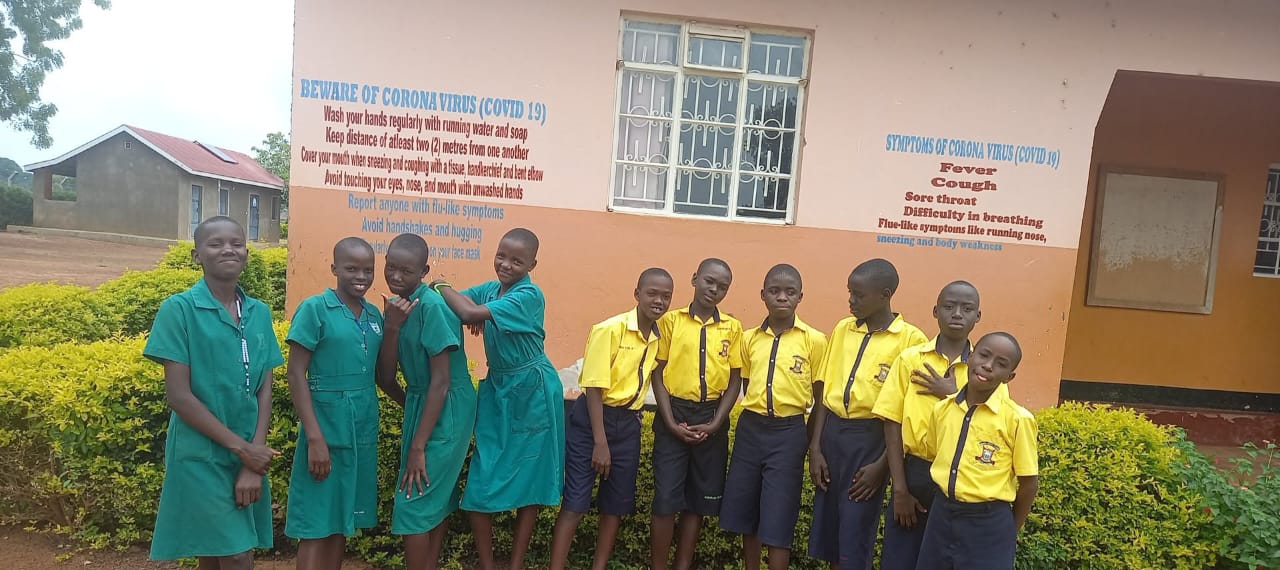 BEWARE OF CORONA VIRUS (COVID 19)
Wash your hands regularly with running water and soap
Keep distance of atleast two (2) metres from one another
Cover your mouth when sneezing and coughing with a tissue, handkerchief and bent elbow
Avoid touching your eyes, nose, and mouth with unwashed hands
Report anyone with flu-like symptoms
Avoid handshakes and hugging
on your face mask
SYMPTOMS OF CORONA VIRUS (COVID 19)
Fever
Cough
Sore throat
Difficulty in breathing
Flue-like symptoms like running nose,
sneezing and body weakness